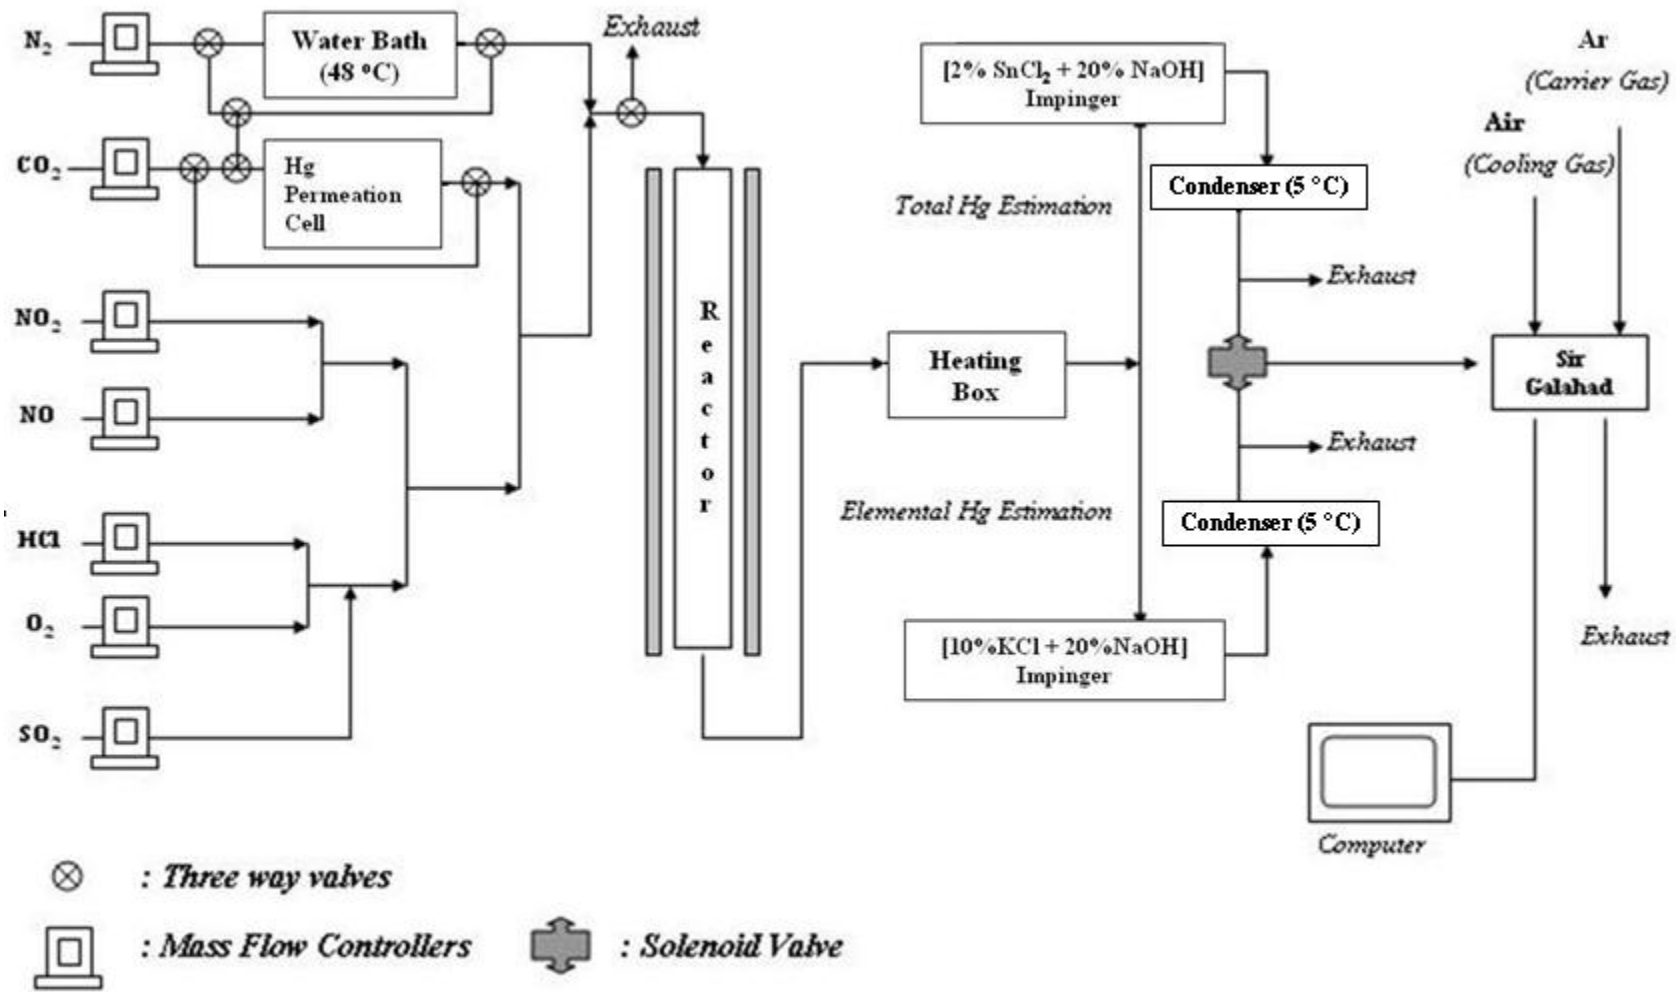 N₂
Water Bath
(48 °C)
Exhaust
CO₂
Hg
Permeation
Cell
NO₂
NO
HCl
O₂
SO₂
Reactor
[2% SnCl₂ + 20% NaOH]
Impinger
Ar
(Carrier Gas)
Air
(Cooling Gas)
Condenser (5 °C)
Total Hg Estimation
Exhaust
Heating
Box
Sir
Galahad
Exhaust
Elemental Hg Estimation
Condenser (5 °C)
[10%KCl + 20%NaOH]
Impinger
Exhaust
Computer
: Three way valves
: Mass Flow Controllers
: Solenoid Valve